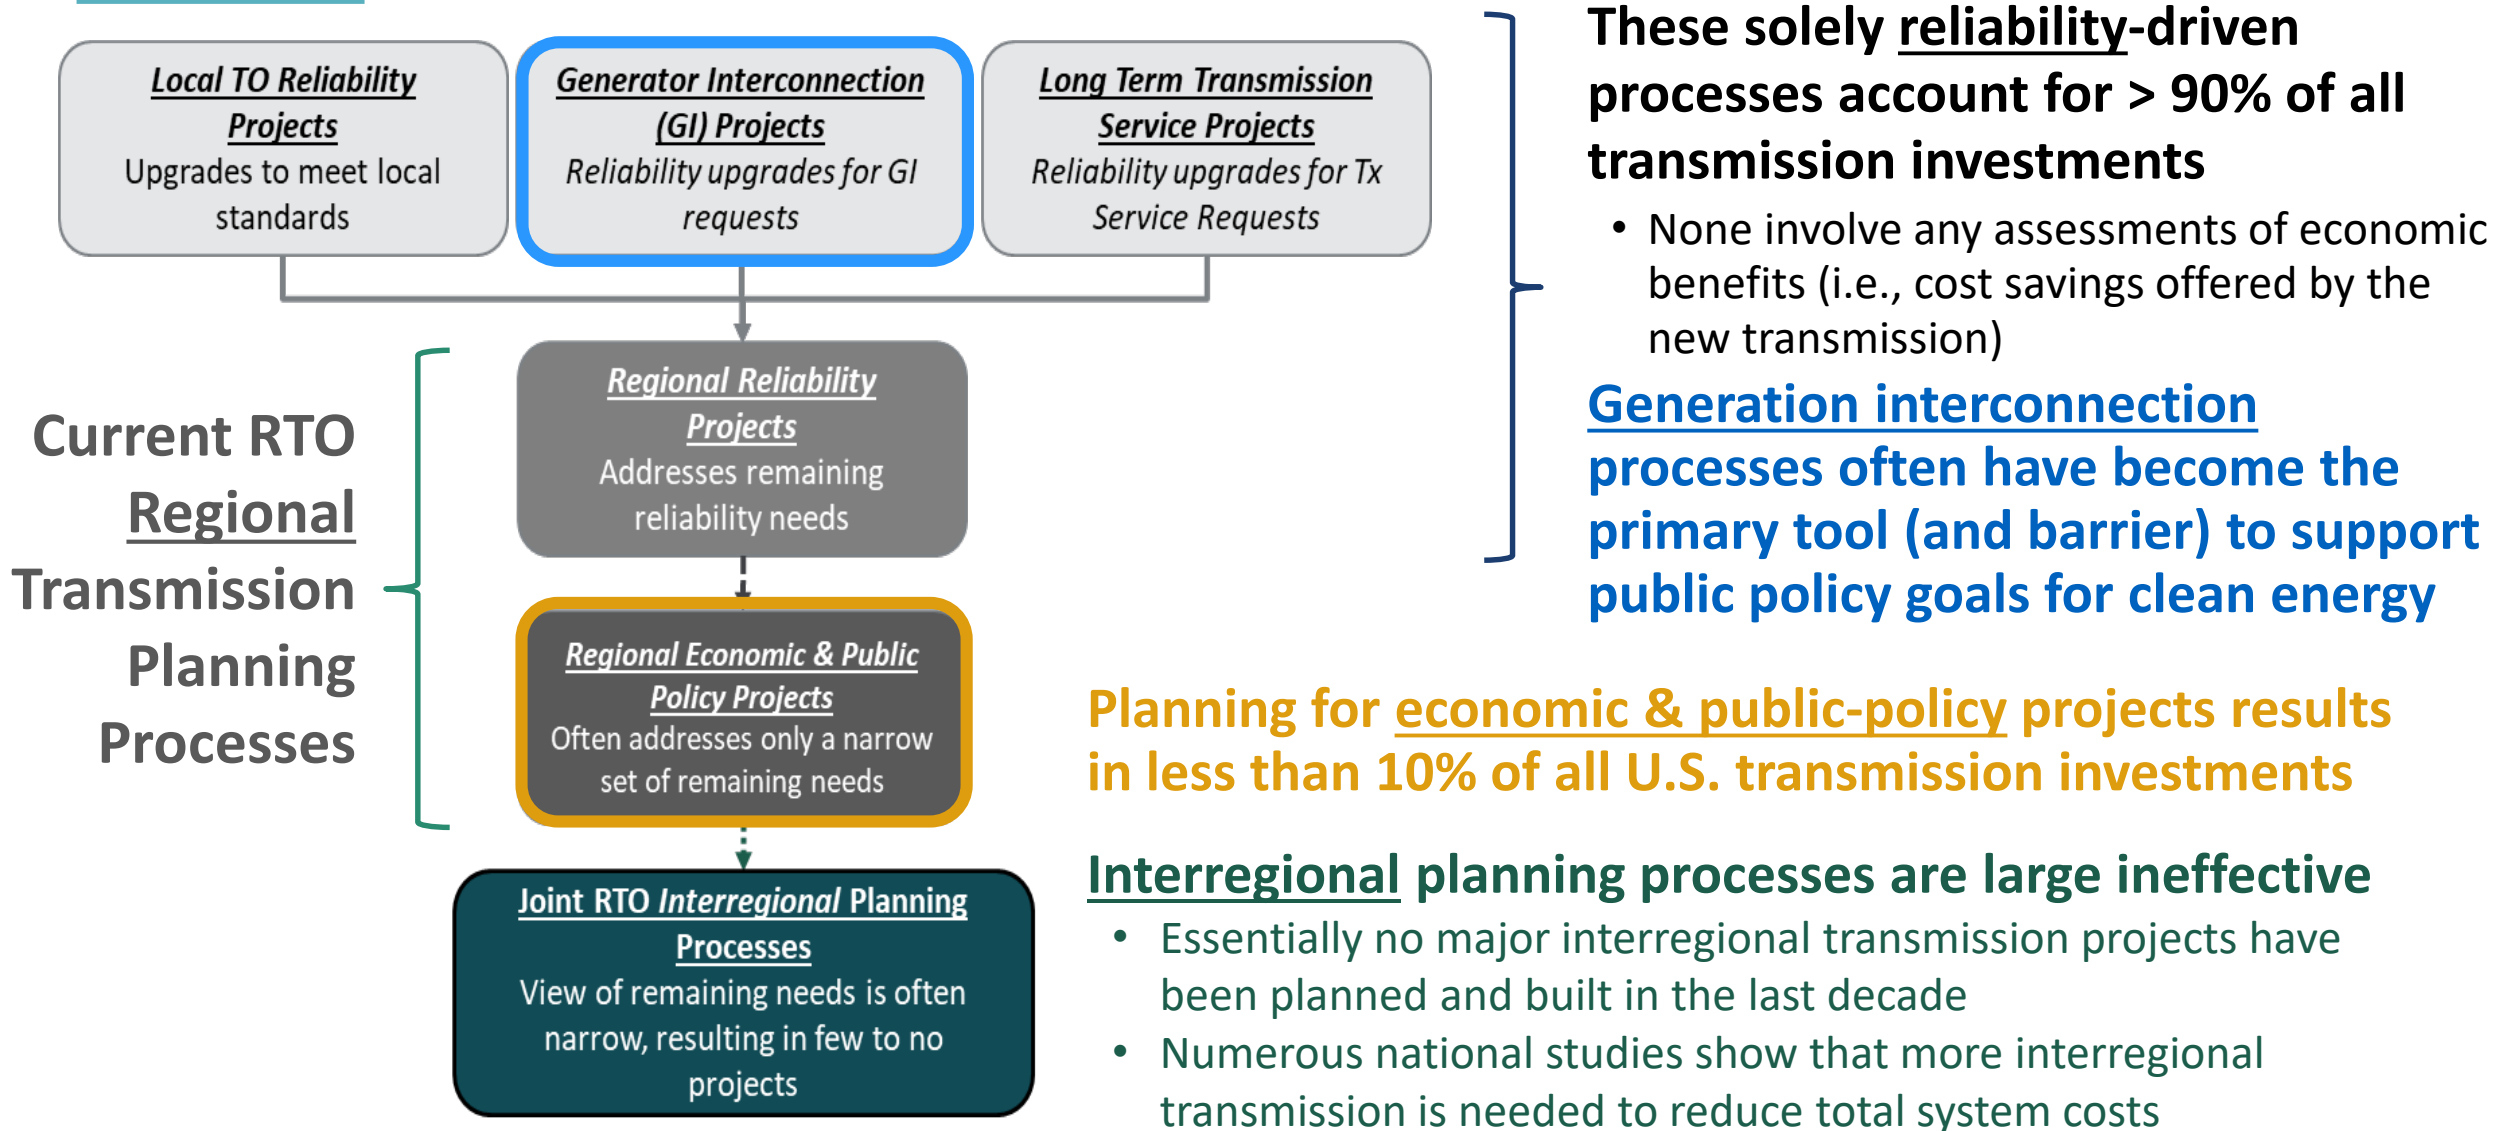 Local TO Reliability
Projects
Upgrades to meet local
standards
Generator Interconnection
(GI) Projects
Reliability upgrades for GI
requests
Long Term Transmission
Service Projects
Reliability upgrades for Tx
Service Requests
Regional Reliability
Projects
Addresses remaining
reliability needs
Current RTO
Regional
Transmission
Planning
Processes
Regional Economic & Public
Policy Projects
Often addresses only a narrow
set of remaining needs
Joint RTO Interregional Planning
Processes
View of remaining needs is often
narrow, resulting in few to no
projects
These solely reliability-driven
processes account for > 90% of all
transmission investments
• None involve any assessments of economic
benefits (i.e., cost savings offered by the
new transmission)
Generation interconnection
processes often have become the
primary tool (and barrier) to support
public policy goals for clean energy
Planning for economic & public-policy projects results
in less than 10% of all U.S. transmission investments
Interregional planning processes are large ineffective
• Essentially no major interregional transmission projects have
been planned and built in the last decade
• Numerous national studies show that more interregional
transmission is needed to reduce total system costs